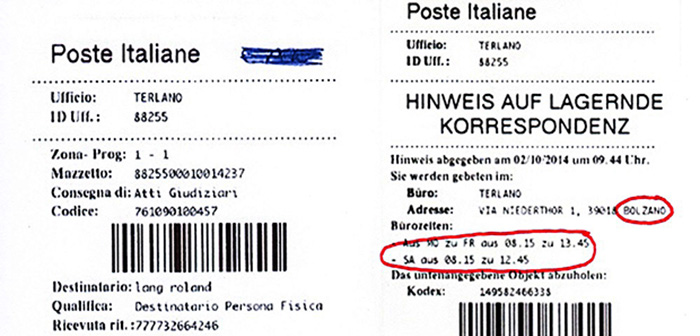 Poste Italiane
Ufficio: TERLANO
ID Uff.: 88255
Zona- Prog: 1 - 1
Mazzetto: 8825500010014237
Consegna di: Atti Giudiziari
Codice: 761090100457
Destinatario: lang roland
Qualifica: Destinatario Persona Fisica
Ricevuta rit.:777732664246
Poste Italiane
Ufficio: TERLANO
ID Uff.: 88255
HINWEIS AUF LAGERNDE
KORRESPONDENZ
Hinweis abgegeben am 02/10/2014 um 09.44 Uhr.
Sie werden gebeten im:
Büro: TERLANO
Adresse: VIA NIEDERTHOR 1, 39018 BOLZANO
Bürozeiten:
- Aus MO zu FR aus 08.15 zu 13.45
- SA aus 08.15 zu 12.45
Das untenangegebene Objekt abzuholen:
Kodex: 149582466338